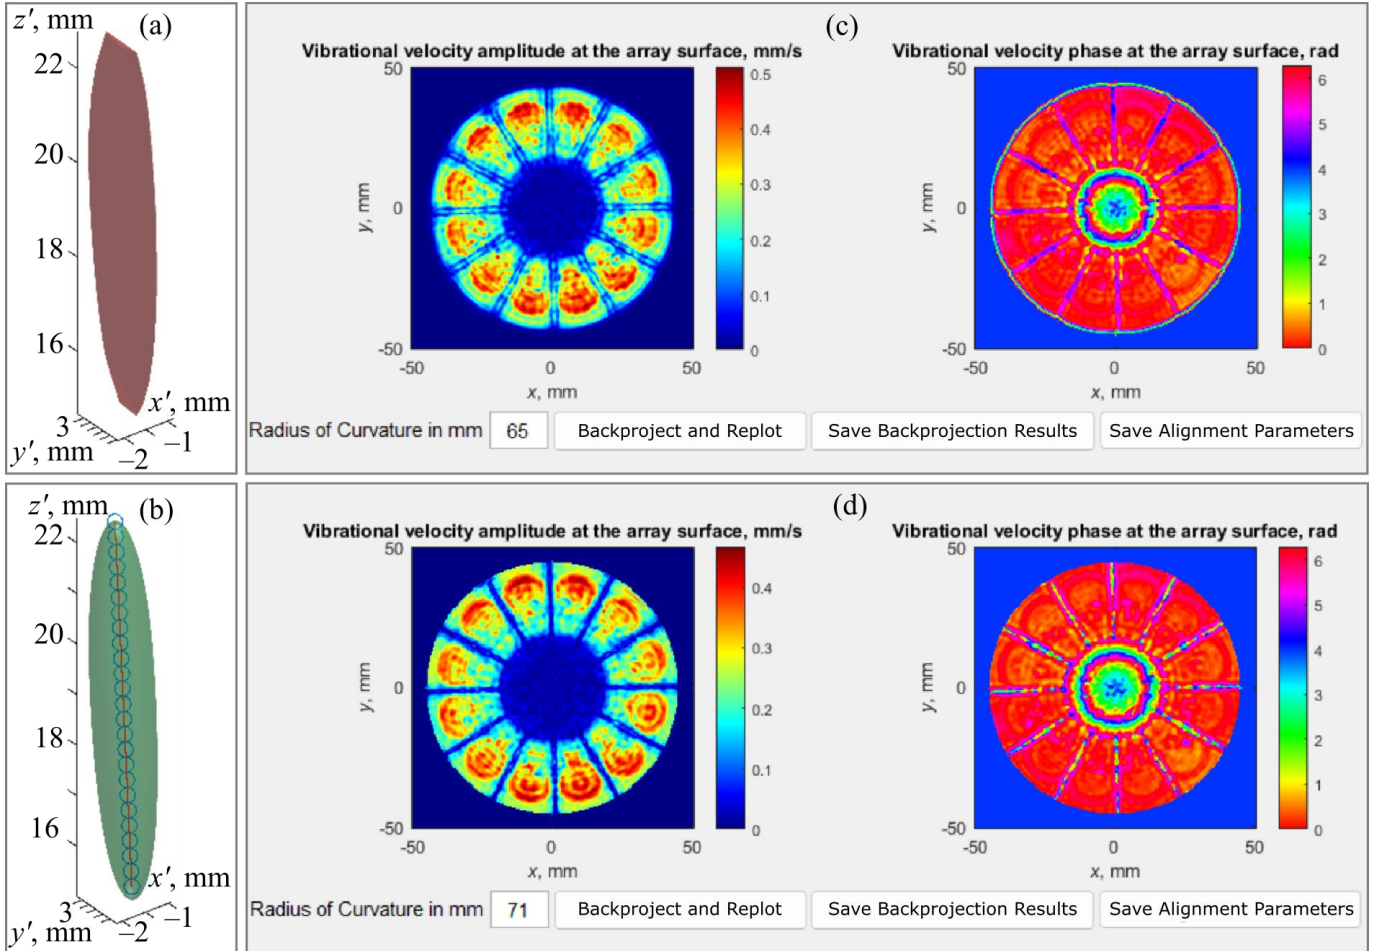 z′, mm
(a)
22
20
18
16
x′, mm
3
−1
y′, mm
−2
(c)
Vibrational velocity amplitude at the array surface, mm/s
Vibrational velocity phase at the array surface, rad
50
0
-50
y, mm
-50
0
50
x, mm
0.5
0.4
0.3
0.2
0.1
0
50
0
-50
y, mm
-50
0
50
x, mm
6
5
4
3
2
1
0
Radius of Curvature in mm 65 Backproject and Replot Save Backprojection Results Save Alignment Parameters
z′, mm
(b)
22
20
18
16
x′, mm
3
−1
y′, mm
−2
(d)
Vibrational velocity amplitude at the array surface, mm/s
Vibrational velocity phase at the array surface, rad
50
0
-50
y, mm
-50
0
50
x, mm
0.4
0.3
0.2
0.1
0
50
0
-50
y, mm
-50
0
50
x, mm
6
5
4
3
2
1
0
Radius of Curvature in mm 71 Backproject and Replot Save Backprojection Results Save Alignment Parameters